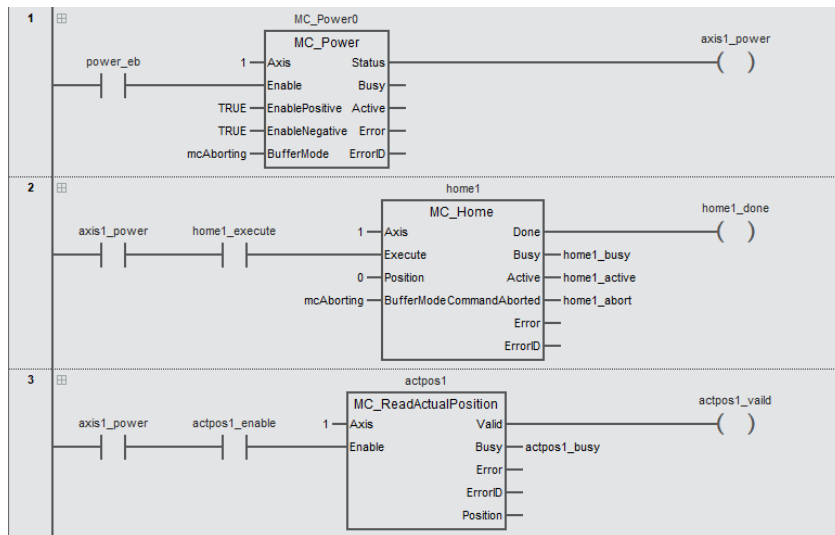 1 MC_Power0
MC_Power
axis1_power
power_eb 1 Axis Status
Enable Busy
TRUE EnablePositive Active
TRUE EnableNegative Error
mcAborting BufferMode ErrorID
2 home1
MC_Home
home1_done
axis1_power home1_execute 1 Axis Done
Execute Busy home1_busy
0 Position Active home1_active
mcAborting BufferMode CommandAborted home1_abort
Error
ErrorID
3 actpos1
MC_ReadActualPosition
actpos1_vaild
axis1_power actpos1_enable 1 Axis Valid
Enable Busy actpos1_busy
Error
ErrorID
Position